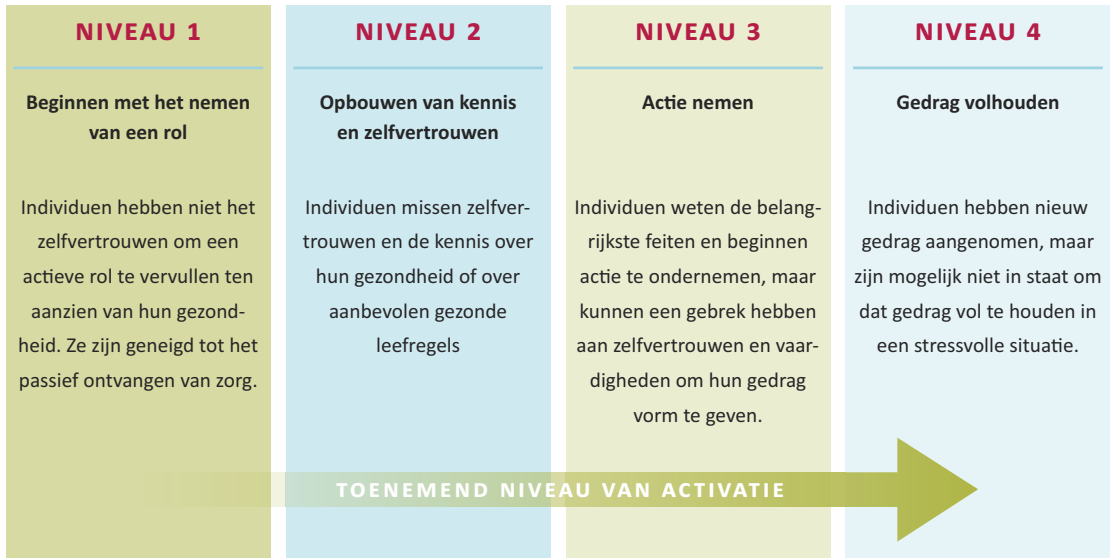 NIVEAU 1
Beginnen met het nemen
van een rol
Individuen hebben niet het
zelfvertrouwen om een
actieve rol te vervullen ten
aanzien van hun gezond-
heid. Ze zijn geneigd tot het
passief ontvangen van zorg.
NIVEAU 2
Opbouwen van kennis
en zelfvertrouwen
Individuen missen zelfver-
trouwen en de kennis over
hun gezondheid of over
aanbevolen gezonde
leefregels
NIVEAU 3
Actie nemen
Individuen weten de belang-
rijkste feiten en beginnen
actie te ondernemen, maar
kunnen een gebrek hebben
aan zelfvertrouwen en vaar-
digheden om hun gedrag
vorm te geven.
NIVEAU 4
Gedrag volhouden
Individuen hebben nieuw
gedrag aangenomen, maar
zijn mogelijk niet in staat om
dat gedrag vol te houden in
een stressvolle situatie.
TOENEMEND NIVEAU VAN ACTIVATIE